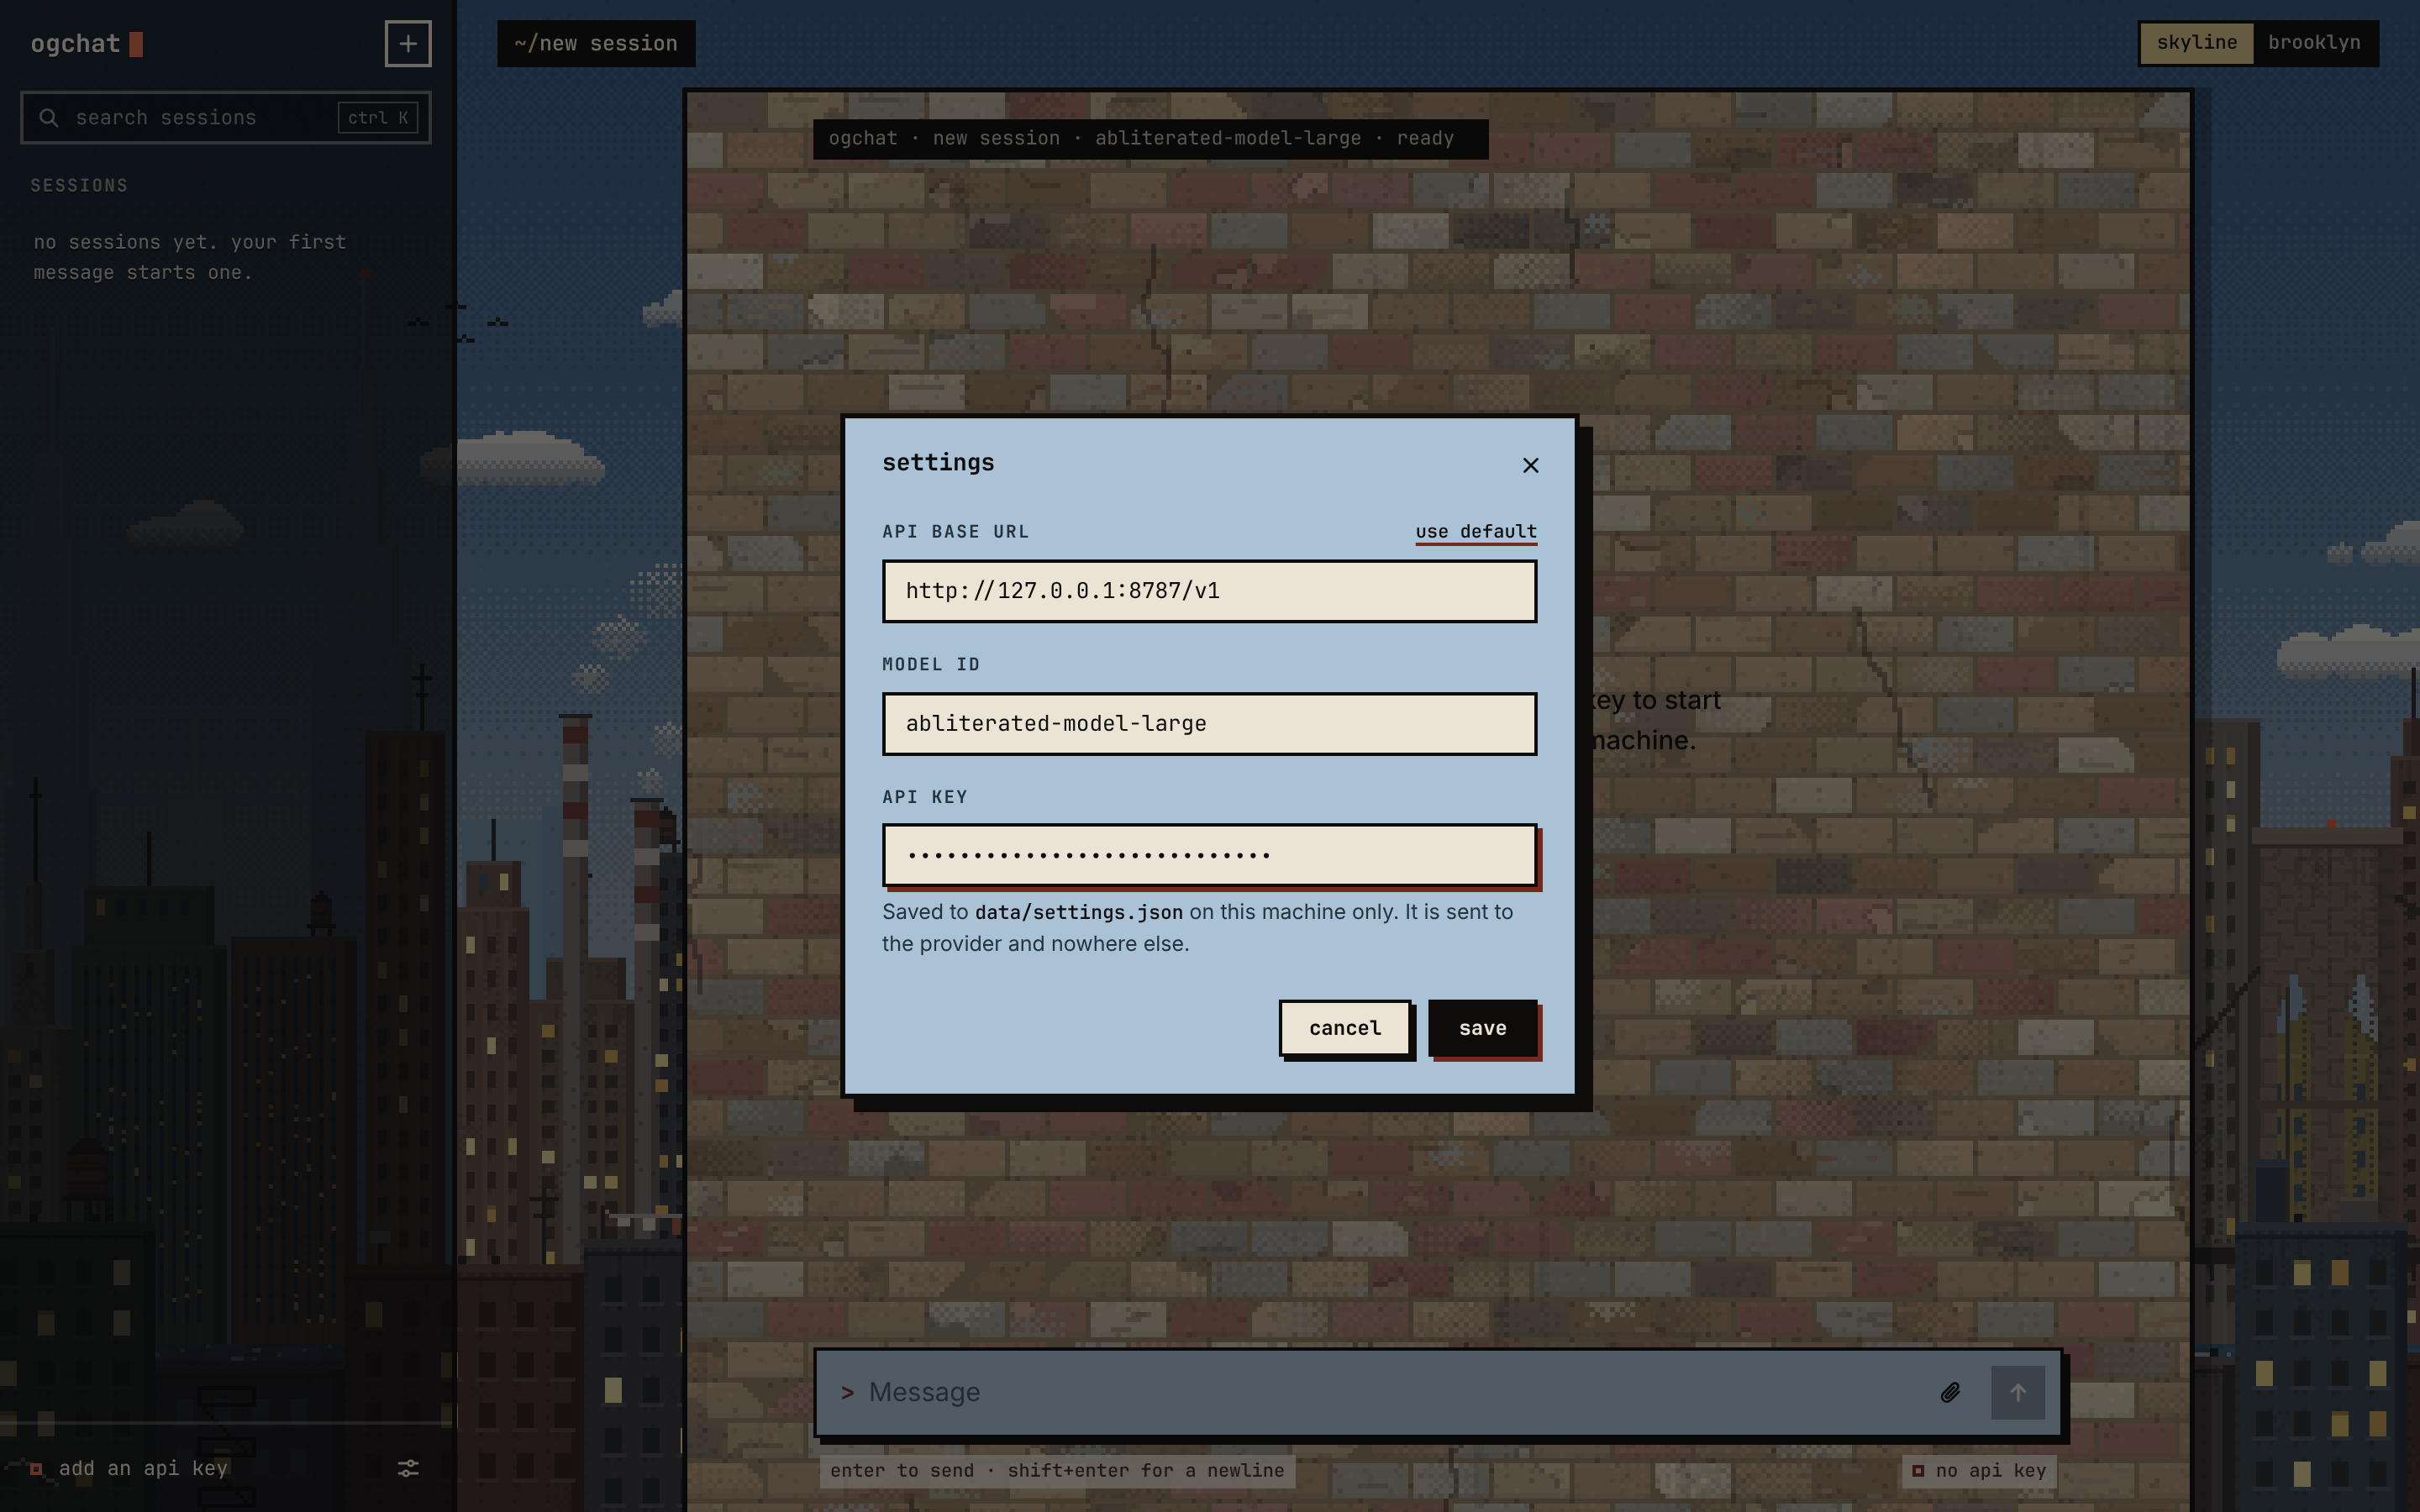 ogchat
~/new session
skyline
brooklyn
search sessions
ctrl K
SESSIONS
no sessions yet. your first
message starts one.
ogchat · new session · abliterated-model-large · ready
settings
API BASE URL
use default
http://127.0.0.1:8787/v1
MODEL ID
abliterated-model-large
key to start
machine.
API KEY
Saved to data/settings.json on this machine only. It is sent to
the provider and nowhere else.
cancel
save
> Message
add an api key
enter to send · shift+enter for a newline
no api key